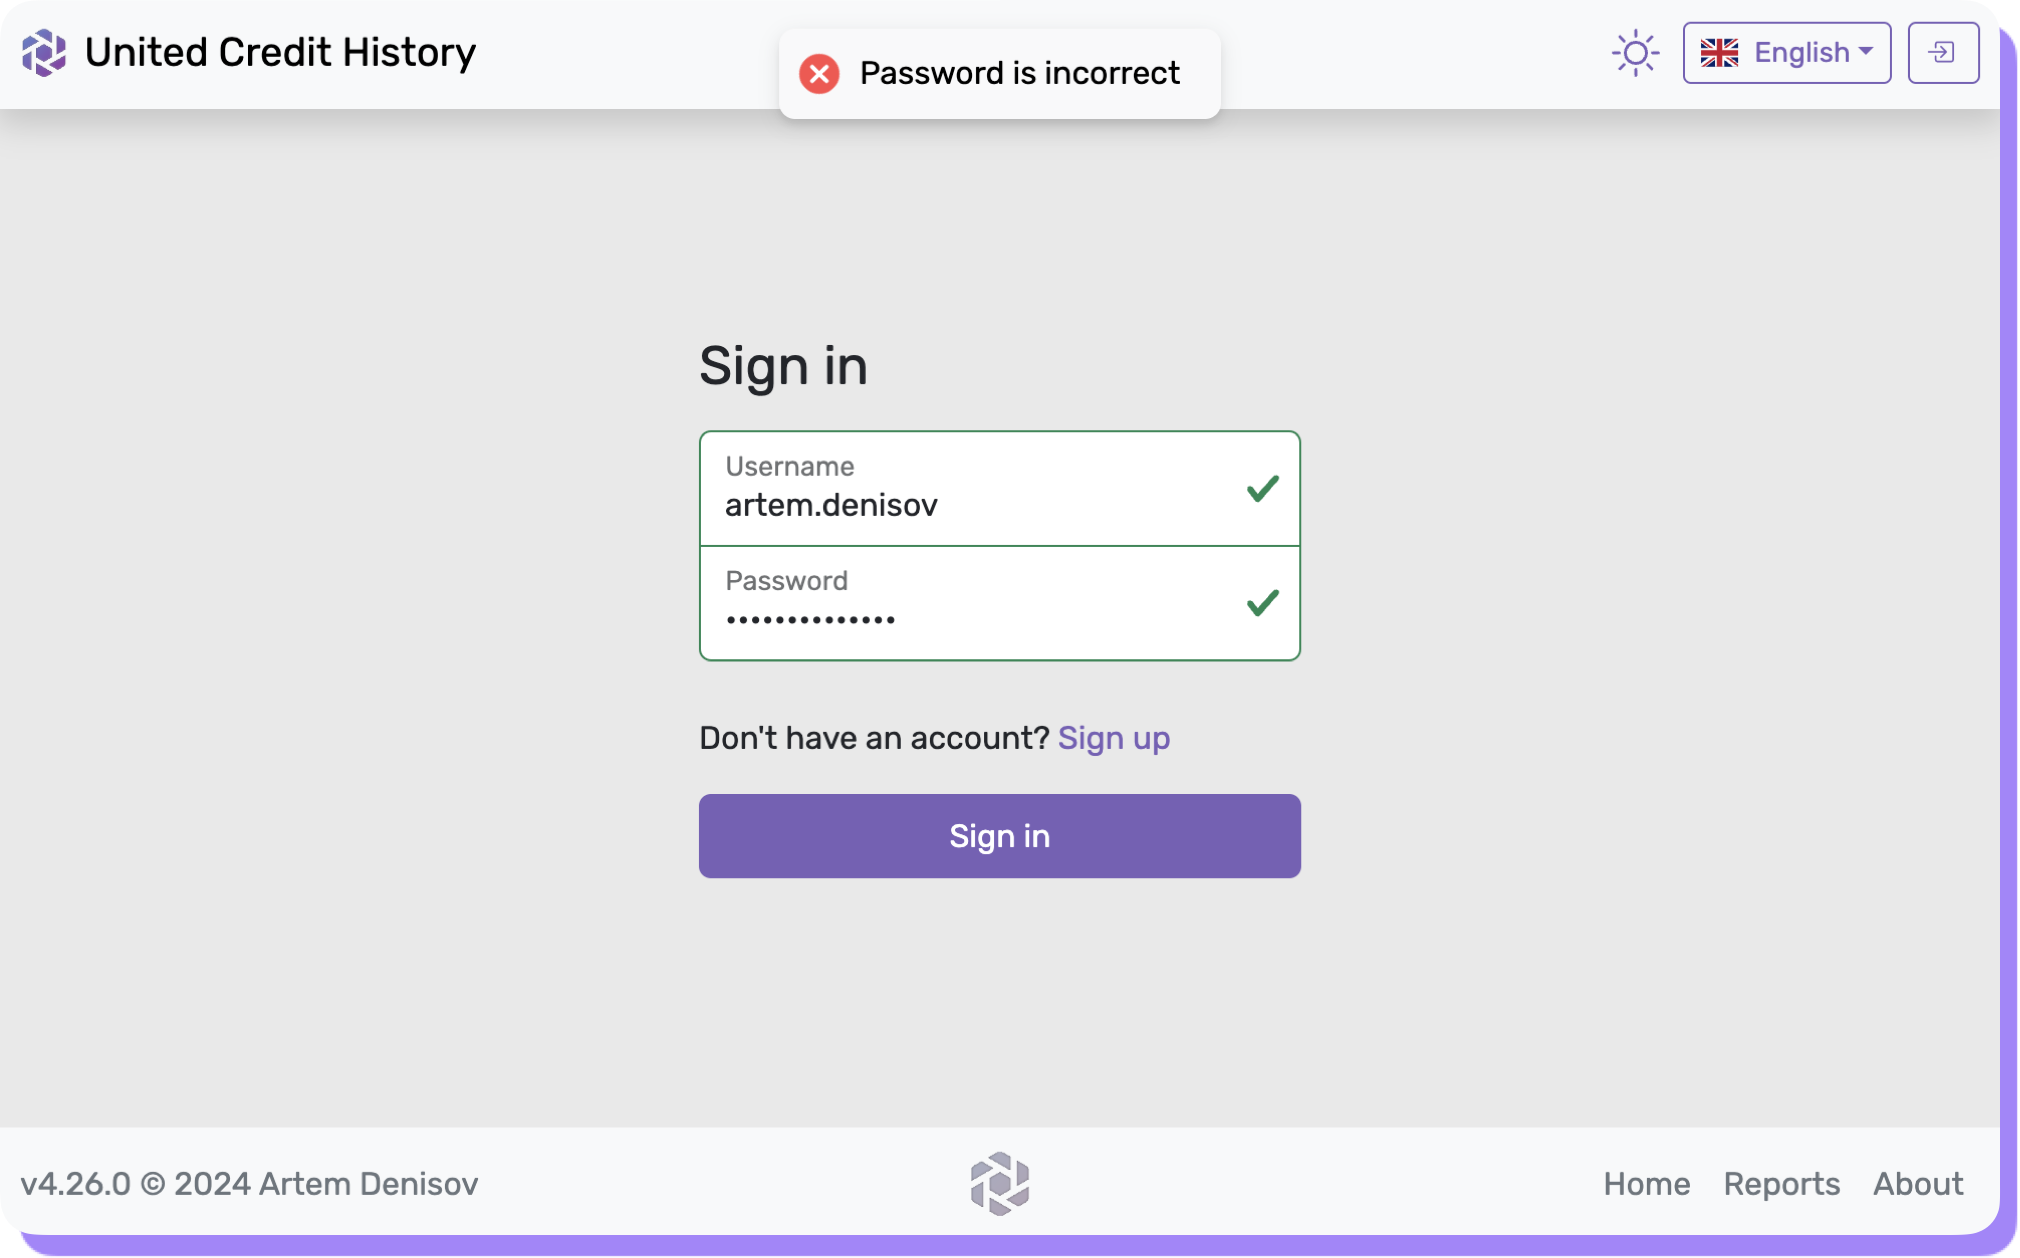 United Credit History
Password is incorrect
English
Sign in
Username
artem.denisov
Password
••••••••••••••
Don't have an account? Sign up
Sign in
v4.26.0 © 2024 Artem Denisov
Home Reports About